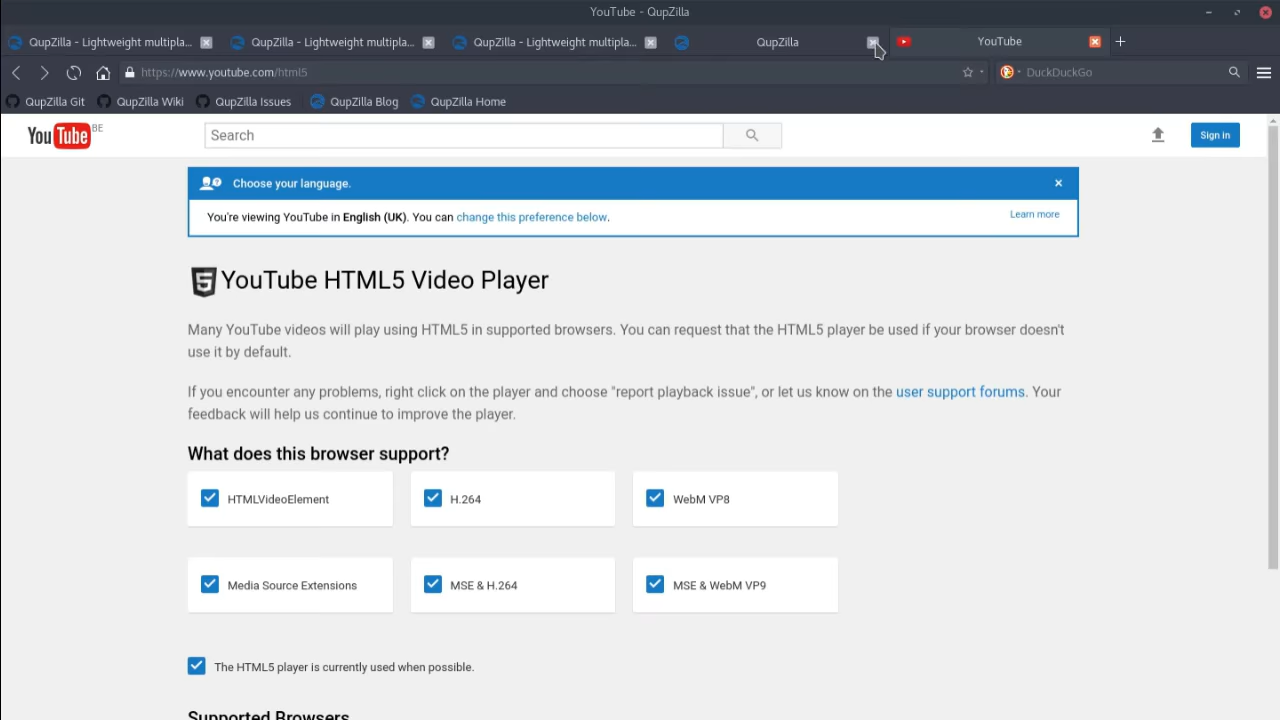 YouTube - QupZilla
QupZilla - Lightweight multipla...
QupZilla - Lightweight multipla...
QupZilla - Lightweight multipla...
QupZilla
YouTube
https://www.youtube.com/html5
DuckDuckGo
QupZilla Git
QupZilla Wiki
QupZilla Issues
QupZilla Blog
QupZilla Home
YouTube BE
Search
Sign in
Choose your language.
You're viewing YouTube in English (UK). You can change this preference below.
Learn more
YouTube HTML5 Video Player
Many YouTube videos will play using HTML5 in supported browsers. You can request that the HTML5 player be used if your browser doesn't
use it by default.
If you encounter any problems, right click on the player and choose "report playback issue", or let us know on the user support forums. Your
feedback will help us continue to improve the player.
What does this browser support?
HTMLVideoElement
H.264
WebM VP8
Media Source Extensions
MSE & H.264
MSE & WebM VP9
The HTML5 player is currently used when possible.
Supported Browsers